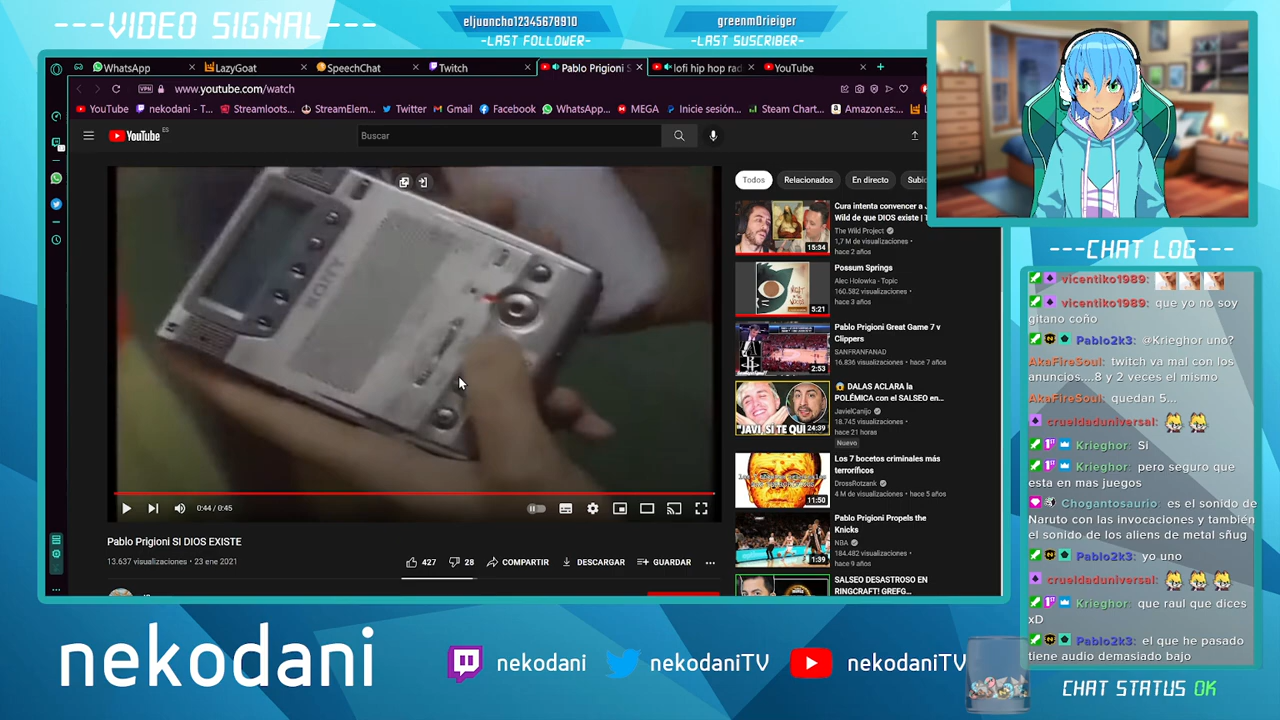 ---VIDEO SIGNAL---
eljuancho12345678910
-LAST FOLLOWER-
greenm0rieiger
-LAST SUSCRIBER-
WhatsApp
LazyGoat
SpeechChat
Twitch
Pablo Prigioni S
lofi hip hop rad
YouTube
VPN
www.youtube.com/watch
YouTube
nekodani - T...
Streamloots...
StreamElem...
Twitter
Gmail
Facebook
WhatsApp...
MEGA
Inicie sesión...
Steam Chart...
Amazon.es:...
YouTube ES
Buscar
SONY
0:44 / 0:45
Pablo Prigioni SI DIOS EXISTE
13.637 visualizaciones • 23 ene 2021
427
28
COMPARTIR
DESCARGAR
GUARDAR
Todos
Relacionados
En directo
Subi
Cura intenta convencer a J
Wild de que DIOS existe | T
The Wild Project
1,7 M de visualizaciones •
hace 2 años
15:34
Possum Springs
Alec Holowka - Topic
160.582 visualizaciones •
hace 3 años
5:21
Pablo Prigioni Great Game 7 v
Clippers
SANFRANFANAD
16.836 visualizaciones • hace 7 años
2:53
DALAS ACLARA la
POLÉMICA con el SALSEO en...
JavielCanijo
18.745 visualizaciones •
hace 21 horas
Nuevo
"JAVI, SI TE QUI
24:39
Los 7 bocetos criminales más
terroríficos
DrossRotzank
4 M de visualizaciones • hace 5 años
11:50
Pablo Prigioni Propels the
Knicks
NBA
184.482 visualizaciones •
hace 9 años
1:39
SALSEO DESASTROSO EN
RINGCRAFT! GREFG...
---CHAT LOG---
vicentiko1989:
vicentiko1989: que yo no soy
gitano coño
Pablo2k3: @Krieghor uno?
AkaFireSoul: twitch va mal con los
anuncios....8 y 2 veces el mismo
AkaFireSoul: quedan 5...
crueldaduniversal:
Krieghor: Si
Krieghor: pero seguro que
esta en mas juegos
Chogantosaurio: es el sonido de
Naruto con las invocaciones y también
el sonido de los aliens de metal sñug
Pablo2k3: yo uno
crueldaduniversal:
Krieghor: que raul que dices
xD
Pablo2k3: el que he pasado
tiene audio demasiado bajo
CHAT STATUS OK
nekodani
nekodani
nekodaniTV
nekodaniTV